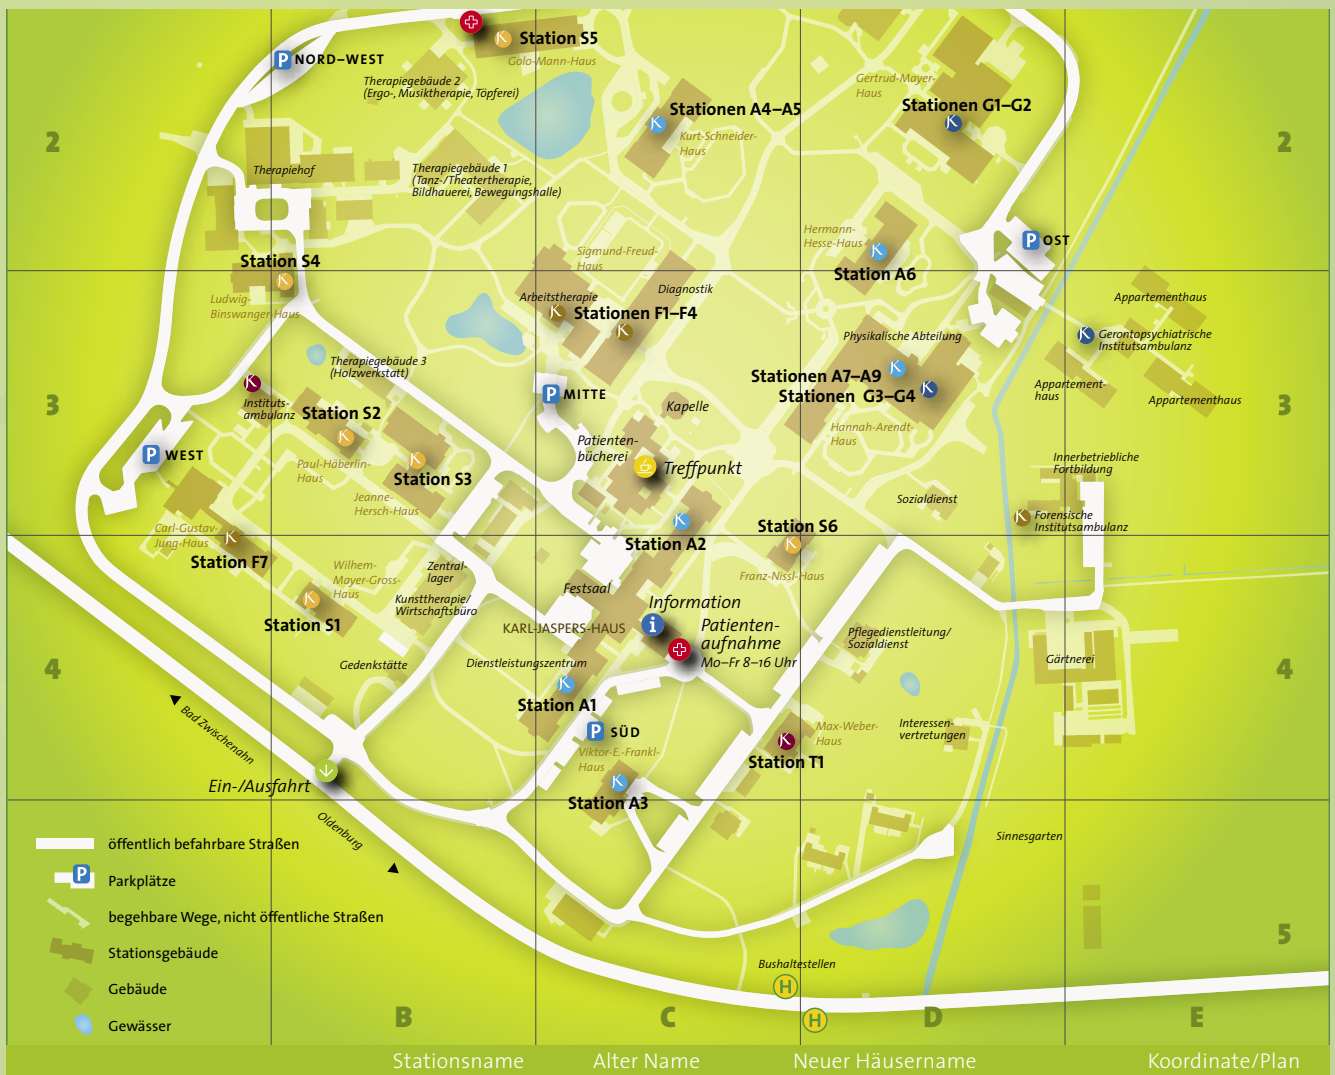 Station S5
Golo-Mann-Haus
P NORD–WEST
Therapiegebäude 2
(Ergo-, Musiktherapie, Töpferei)
Stationen A4–A5
Kurt-Schneider-
Haus
Gertrud-Mayer-
Haus
Stationen G1–G2
2
2
Therapiehof
Therapiegebäude 1
(Tanz-/Theatertherapie,
Bildhauerei, Bewegungshalle)
Hermann-
Hesse-Haus
Station A6
P OST
Sigmund-Freud-
Haus
Station S4
Ludwig-
Binswanger-Haus
Arbeitstherapie
Diagnostik
Stationen F1–F4
Physikalische Abteilung
Appartementhaus
Gerontopsychiatrische
Institutsambulanz
Therapiegebäude 3
(Holzwerkstatt)
Stationen A7–A9
Stationen G3–G4
Hannah-Arendt-
Haus
Appartement-
haus
Appartementhaus
3
3
Instituts-
ambulanz
Station S2
P MITTE
Kapelle
Patienten-
bücherei
Treffpunkt
P WEST
Paul-Häberlin-
Haus
Station S3
Jeanne-
Hersch-Haus
Innerbetriebliche
Fortbildung
Sozialdienst
Forensische
Institutsambulanz
Carl-Gustav-
Jung-Haus
Station F7
Station A2
Station S6
Franz-Nissl-Haus
Wilhem-
Mayer-Gross-
Haus
Station S1
Zentral-
lager
Kunsttherapie/
Wirtschaftsbüro
Festsaal
Information
i
KARL-JASPERS-HAUS
Patienten-
aufnahme
Mo–Fr 8–16 Uhr
Pflegedienstleitung/
Sozialdienst
Gärtnerei
4
4
Gedenkstätte
Dienstleistungszentrum
Station A1
P SÜD
Viktor-E.-Frankl-
Haus
Station A3
Max-Weber-
Haus
Station T1
Interessen-
vertretungen
Bad Zwischenahn
Ein-/Ausfahrt
Oldenburg
Sinnesgarten
öffentlich befahrbare Straßen
P Parkplätze
begehbare Wege, nicht öffentliche Straßen
Stationsgebäude
Gebäude
Gewässer
5
Bushaltestellen
H
H
B
C
D
E
Stationsname
Alter Name
Neuer Häusername
Koordinate/Plan